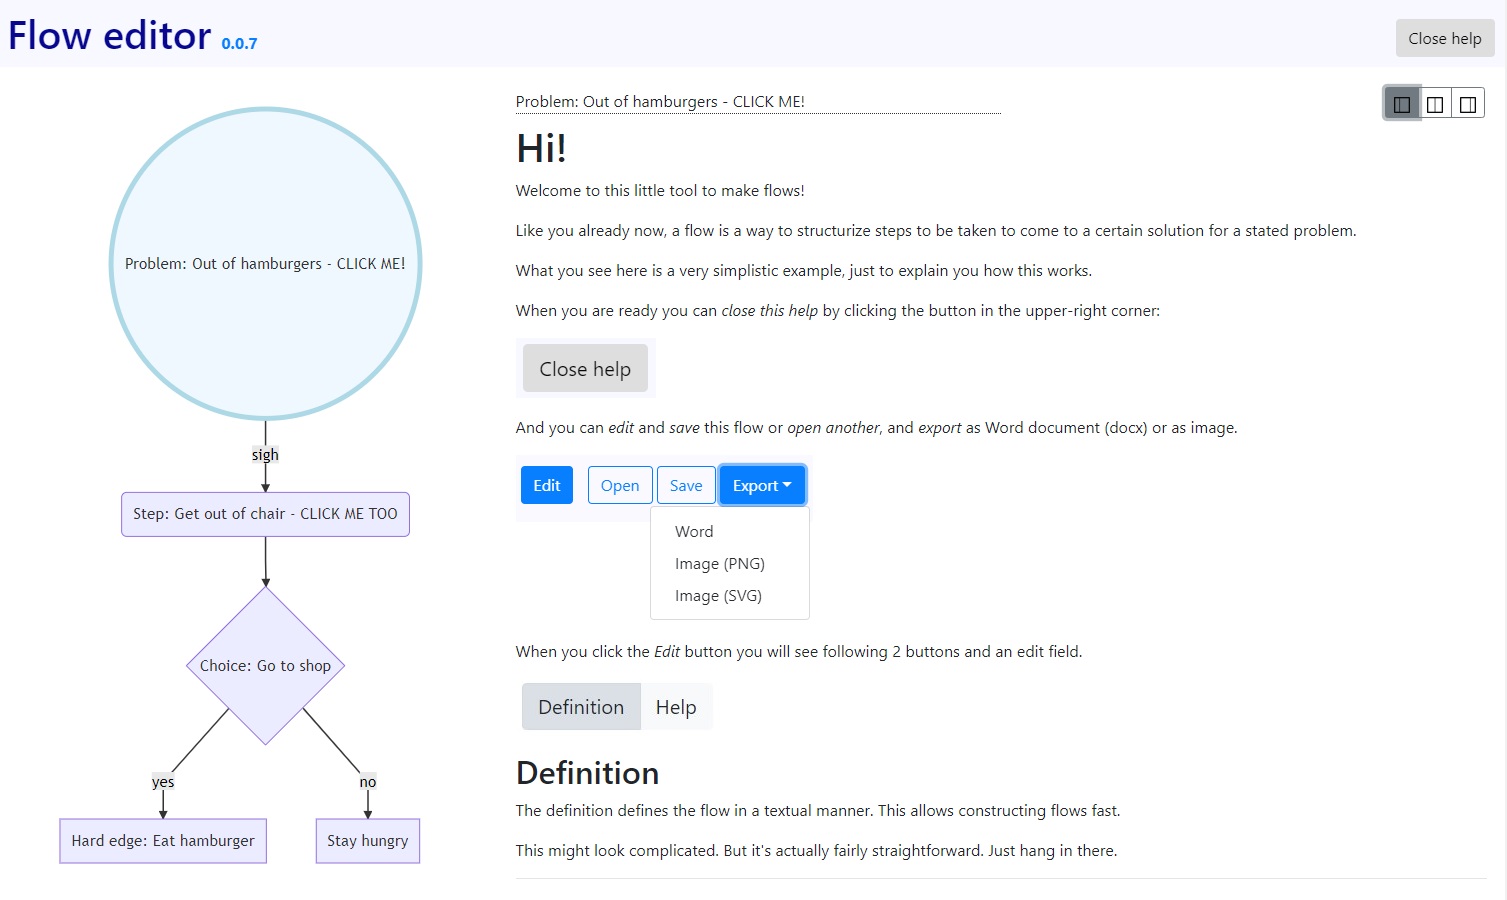 Flow editor 0.0.7
Close help
Problem: Out of hamburgers - CLICK ME!
sigh
Step: Get out of chair - CLICK ME TOO
Choice: Go to shop
yes
no
Hard edge: Eat hamburger
Stay hungry
Problem: Out of hamburgers - CLICK ME!
Hi!
Welcome to this little tool to make flows!
Like you already now, a flow is a way to structurize steps to be taken to come to a certain solution for a stated problem.
What you see here is a very simplistic example, just to explain you how this works.
When you are ready you can close this help by clicking the button in the upper-right corner:
Close help
And you can edit and save this flow or open another, and export as Word document (docx) or as image.
Edit Open Save Export
Word
Image (PNG)
Image (SVG)
When you click the Edit button you will see following 2 buttons and an edit field.
Definition Help
Definition
The definition defines the flow in a textual manner. This allows constructing flows fast.
This might look complicated. But it's actually fairly straightforward. Just hang in there.